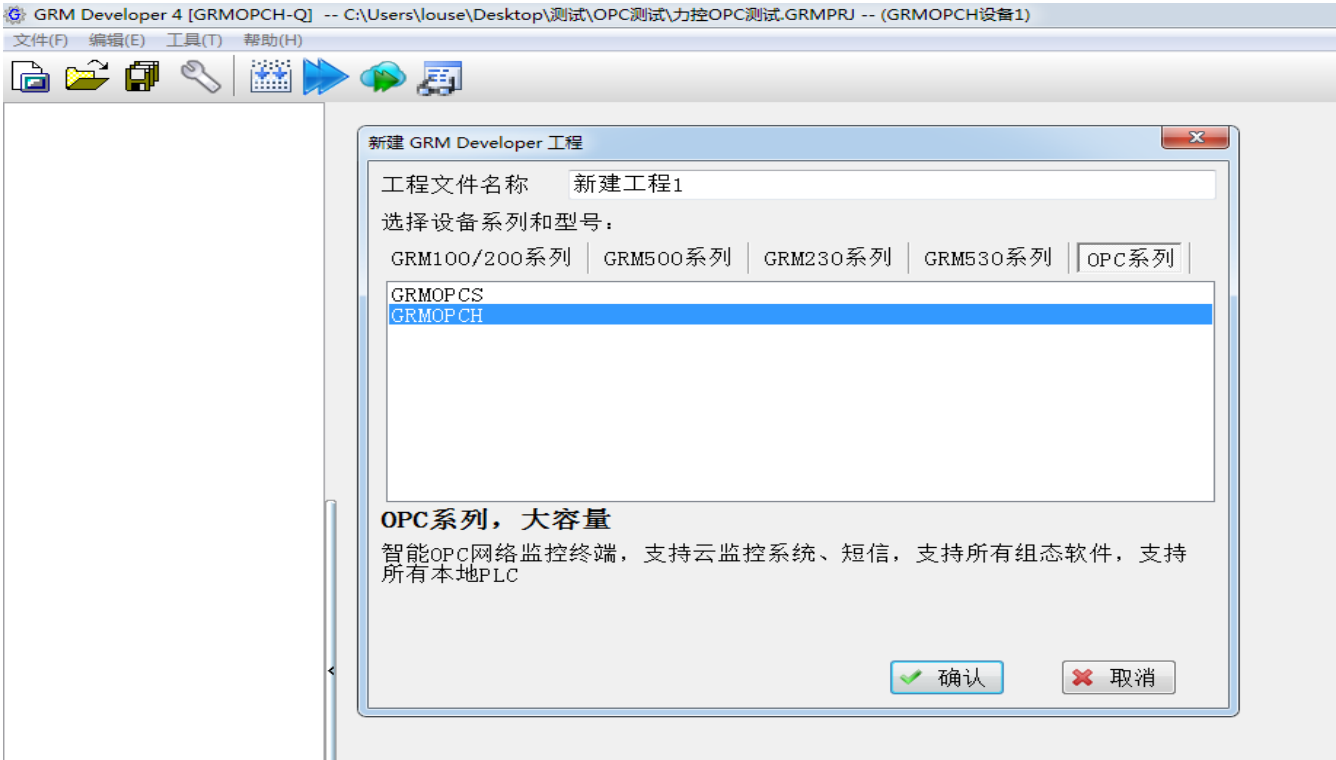 GRM Developer 4 [GRMOPCH-Q] -- C:\Users\louse\Desktop\测试\OPC测试\力控OPC测试.GRMPRJ -- (GRMOPCH设备1)
文件(F) 编辑(E) 工具(T) 帮助(H)
新建 GRM Developer 工程
工程文件名称 新建工程1
选择设备系列和型号:
GRM100/200系列 GRM500系列 GRM230系列 GRM530系列 OPC系列
GRMOPCS
GRMOPCH
OPC系列，大容量
智能OPC网络监控终端，支持云监控系统、短信，支持所有组态软件，支持
所有本地PLC
确认 取消